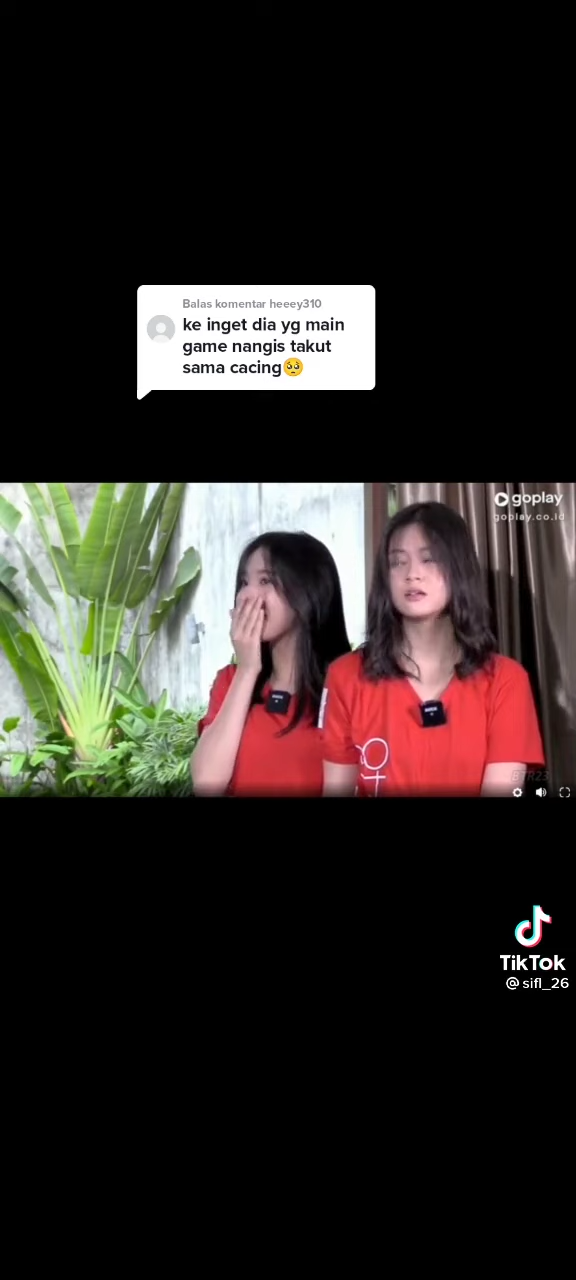 Balas komentar heeey310
ke inget dia yg main
game nangis takut
sama cacing🥺
goplay
goplay.co.id
BTR23
TikTok
@sifl_26